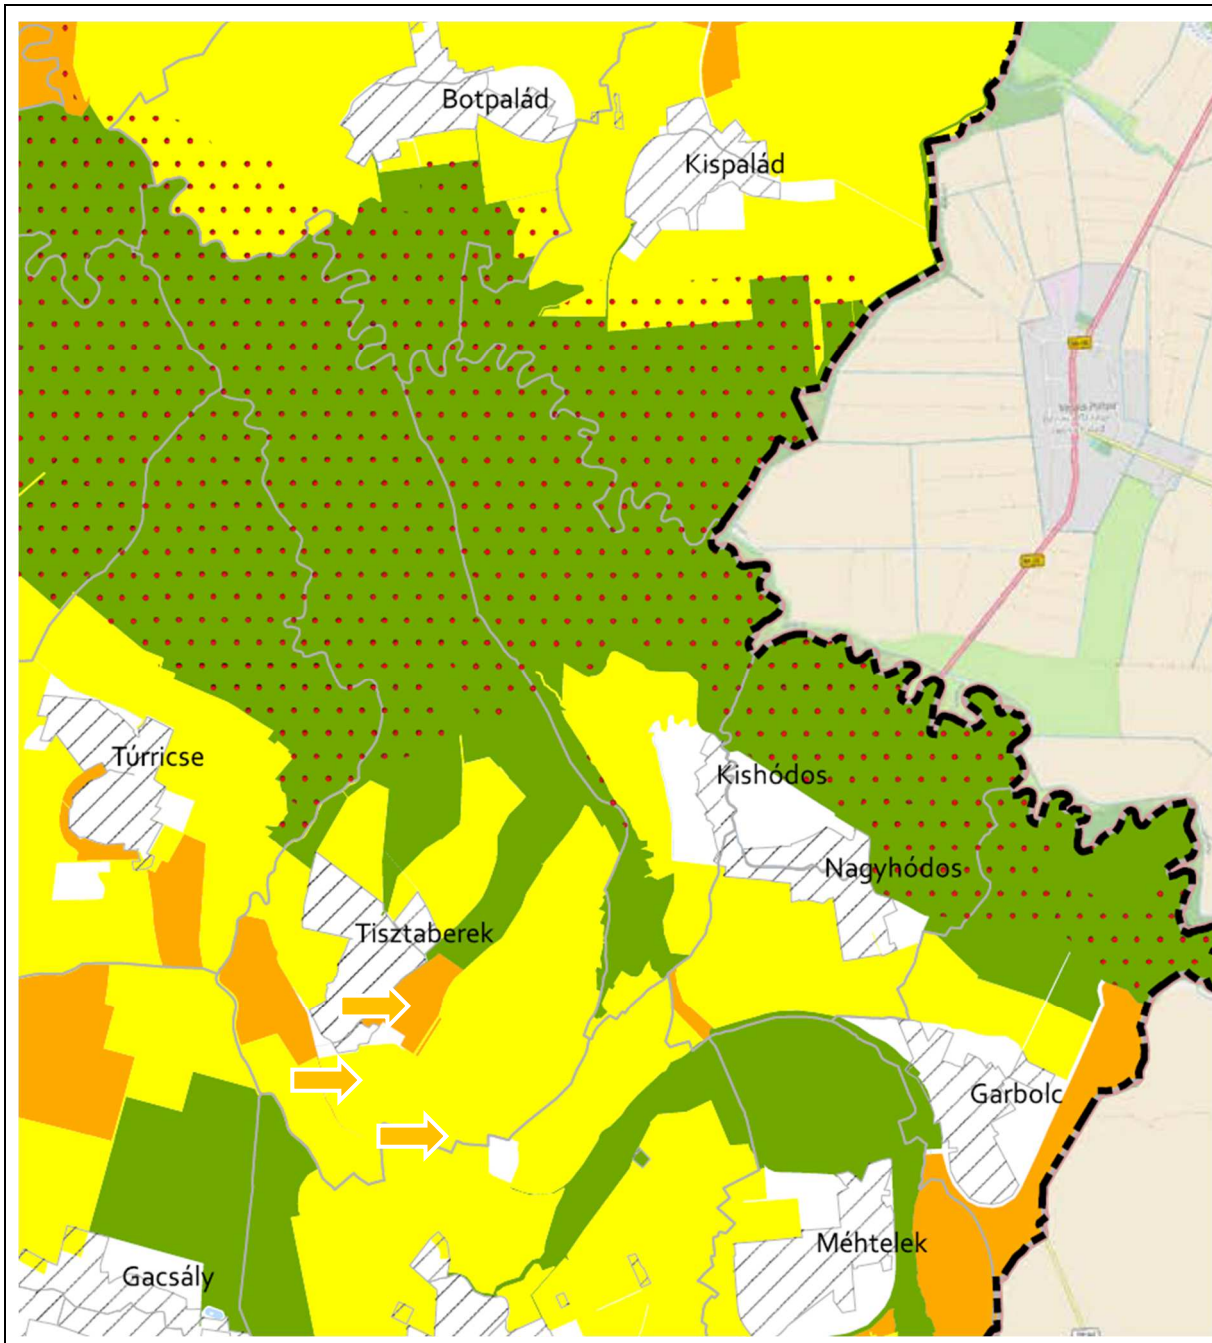 Botpalád
Kispalád
Túrricse
Kishódos
Nagyhódos
Tisztaberek
Garbolc
Méhtelek
Gacsály